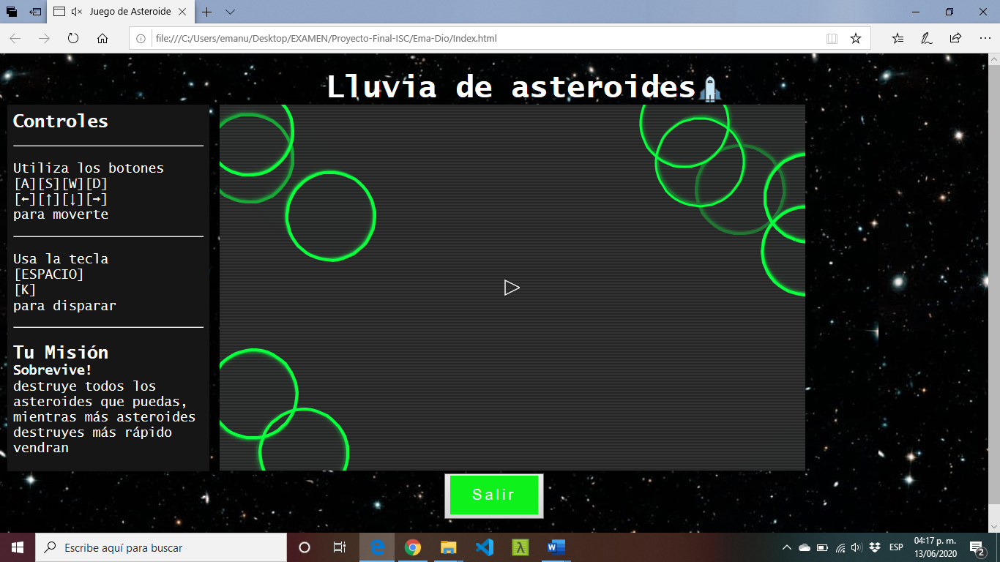 Juego de Asteroide
file:///C:/Users/emanu/Desktop/EXAMEN/Proyecto-Final-ISC/Ema-Dio/Index.html
Lluvia de asteroides
Controles
Utiliza los botones
[A][S][W][D]
[←][↑][↓][→]
para moverte
Usa la tecla
[ESPACIO]
[K]
para disparar
Tu Misión
Sobrevive!
destruye todos los
asteroides que puedas,
mientras más asteroides
destruyes más rápido
vendran
Salir
Escribe aquí para buscar
ESP
04:17 p. m.
13/06/2020
2